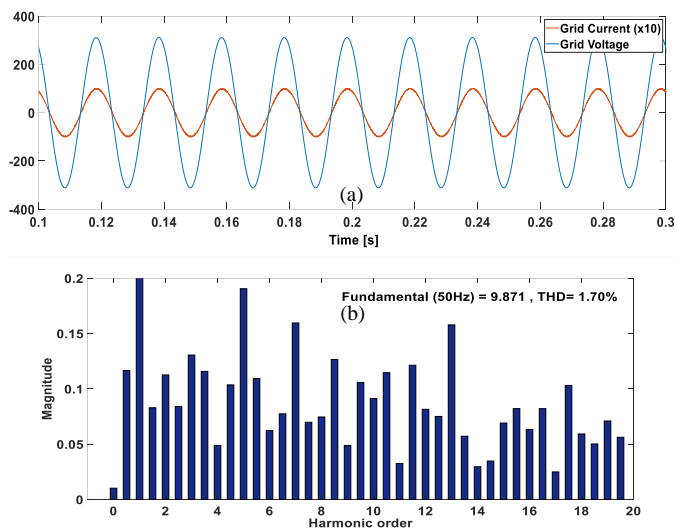 400
200
0
-200
-400
Grid Current (x10)
Grid Voltage
(a)
0.1 0.12 0.14 0.16 0.18 0.2 0.22 0.24 0.26 0.28 0.3
Time [s]
0.2
0.15
0.1
0.05
0
Magnitude
Fundamental (50Hz) = 9.871 , THD= 1.70%
(b)
0 2 4 6 8 10 12 14 16 18 20
Harmonic order